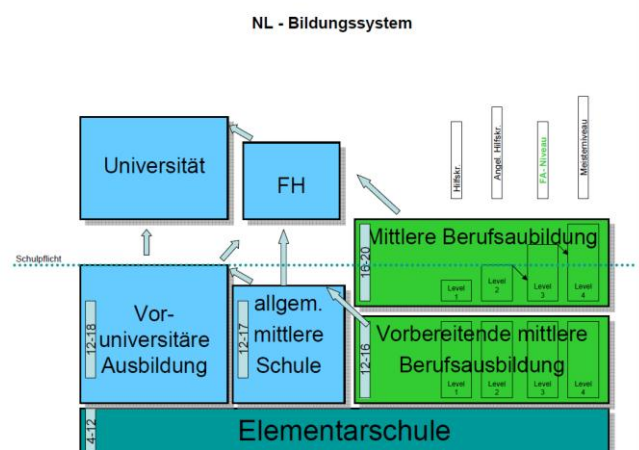 NL - Bildungssystem
Hilfskr.
Angel. Hilfskr.
FA- Niveau
Meisterniveau
Universität
FH
Mittlere Berufsaubildung
16-20
Schulpflicht
Level
1
Level
2
Level
3
Level
4
Vor-
universitäre
Ausbildung
12-18
allgem.
mittlere
Schule
12-17
Vorbereitende mittlere
Berufsausbildung
12-16
Level
1
Level
2
Level
3
Level
4
Elementarschule
4-12